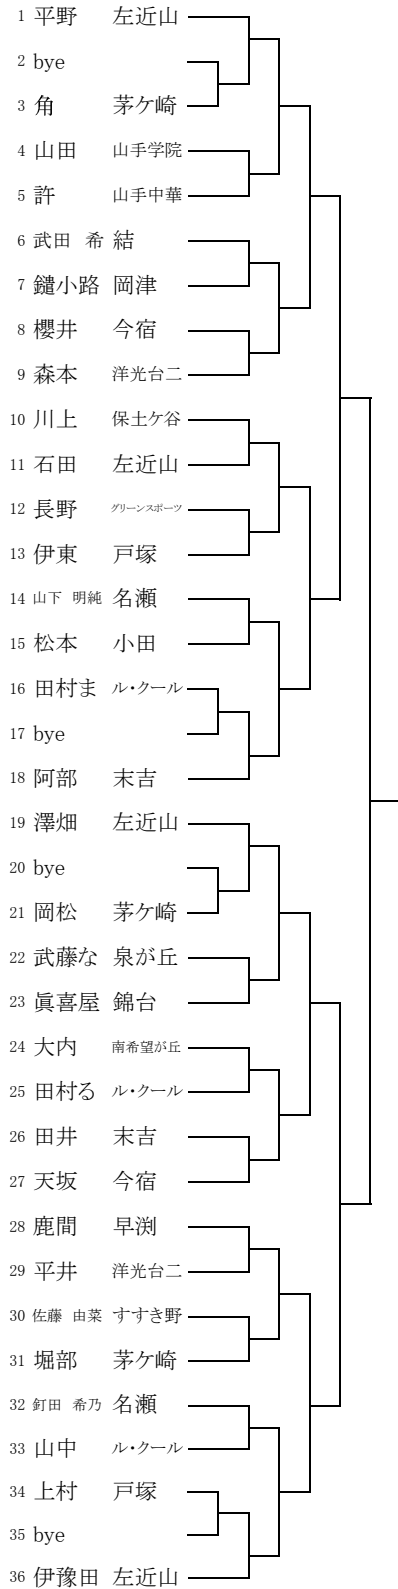 1 平野 左近山
2 bye
3 角 茅ケ崎
4 山田 山手学院
5 許 山手中華
6 武田 希 結
7 鑓小路 岡津
8 櫻井 今宿
9 森本 洋光台二
10 川上 保土ケ谷
11 石田 左近山
12 長野 グリーンスポーツ
13 伊東 戸塚
14 山下 明純 名瀬
15 松本 小田
16 田村ま ル・クール
17 bye
18 阿部 末吉
19 澤畑 左近山
20 bye
21 岡松 茅ケ崎
22 武藤な 泉が丘
23 眞喜屋 錦台
24 大内 南希望が丘
25 田村る ル・クール
26 田井 末吉
27 天坂 今宿
28 鹿間 早渕
29 平井 洋光台二
30 佐藤 由菜 すすき野
31 堀部 茅ケ崎
32 釘田 希乃 名瀬
33 山中 ル・クール
34 上村 戸塚
35 bye
36 伊豫田 左近山